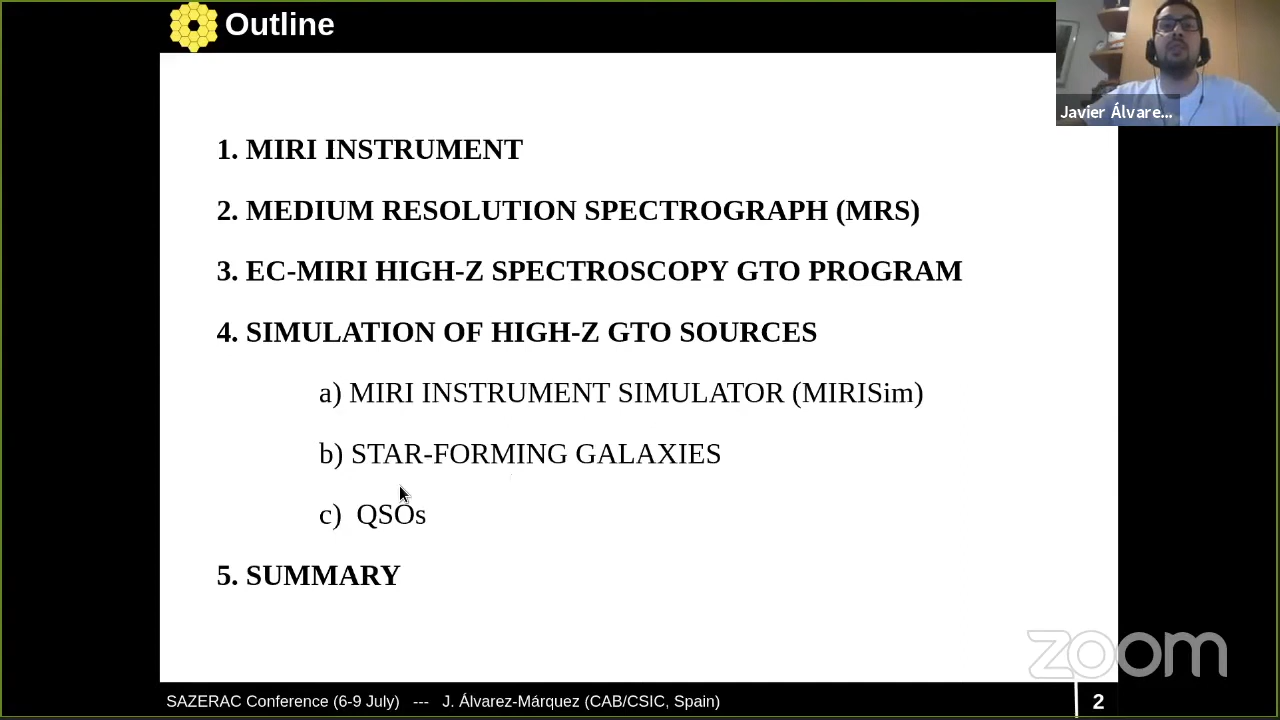 Outline
Javier Álvare...
1. MIRI INSTRUMENT
2. MEDIUM RESOLUTION SPECTROGRAPH (MRS)
3. EC-MIRI HIGH-Z SPECTROSCOPY GTO PROGRAM
4. SIMULATION OF HIGH-Z GTO SOURCES
a) MIRI INSTRUMENT SIMULATOR (MIRISim)
b) STAR-FORMING GALAXIES
c) QSOs
5. SUMMARY
zoom
SAZERAC Conference (6-9 July) --- J. Álvarez-Márquez (CAB/CSIC, Spain)
2